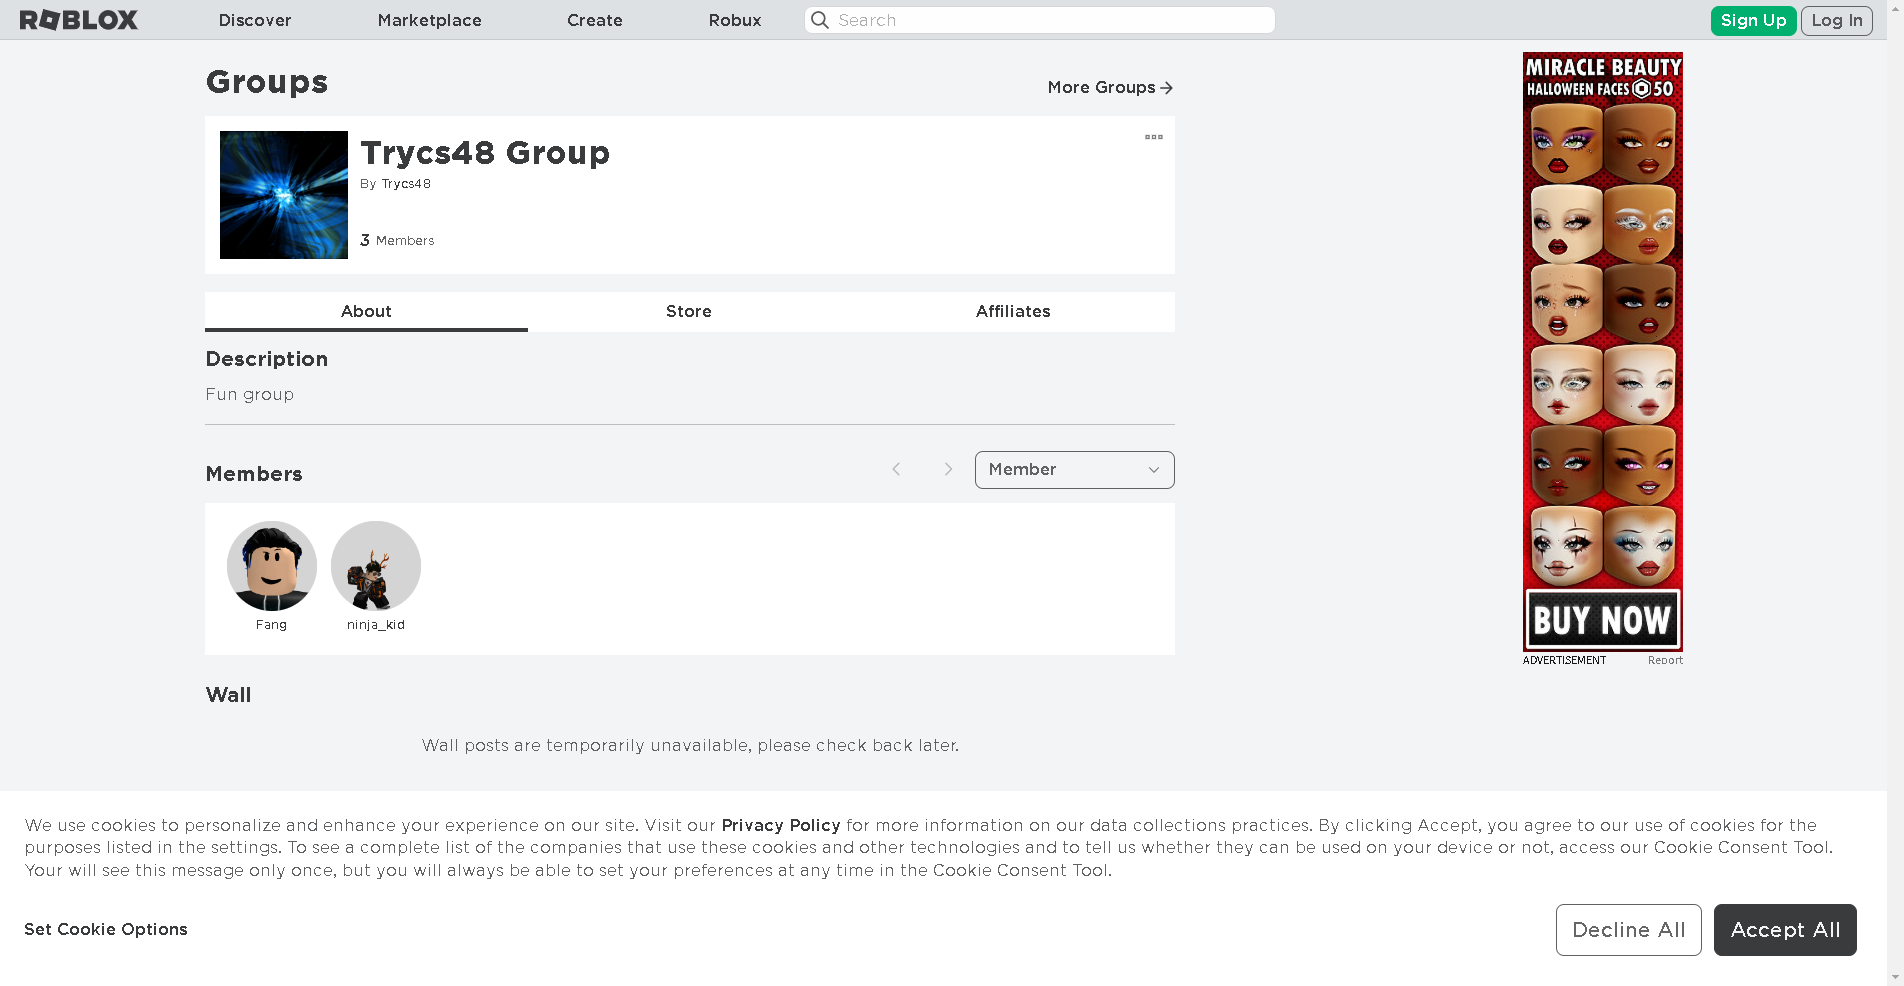 ROBLOX Discover Marketplace Create Robux Search Sign Up Log In
Groups
More Groups
Trycs48 Group
By Trycs48
3 Members
About Store Affiliates
Description
Fun group
Members
Member
Fang ninja_kid
Wall
Wall posts are temporarily unavailable, please check back later.
MIRACLE BEAUTY
HALLOWEEN FACES 50
BUY NOW
ADVERTISEMENT Report
We use cookies to personalize and enhance your experience on our site. Visit our Privacy Policy for more information on our data collections practices. By clicking Accept, you agree to our use of cookies for the
purposes listed in the settings. To see a complete list of the companies that use these cookies and other technologies and to tell us whether they can be used on your device or not, access our Cookie Consent Tool.
Your will see this message only once, but you will always be able to set your preferences at any time in the Cookie Consent Tool.
Set Cookie Options
Decline All
Accept All